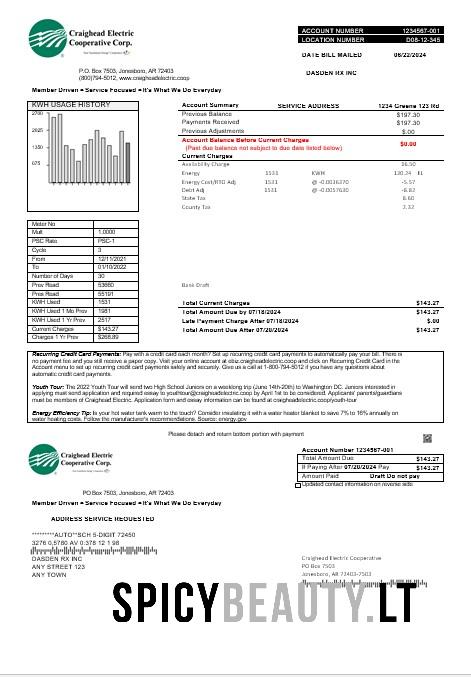 Craighead Electric
Cooperative Corp.
ACCOUNT NUMBER 1234567-001
LOCATION NUMBER D08-12-345
DATE BILL MAILED 06/22/2024
P.O. Box 7503, Jonesboro, AR 72403
(800)794-5012, www.craigheadelectric.coop
DASDEN RX INC
Member Driven • Service Focused • It's What We Do Everyday
KWH USAGE HISTORY
2700
2025
1350
675
Account Summary SERVICE ADDRESS 1234 Greene 123 Rd
Previous Balance $197.30
Payments Received $197.30
Previous Adjustments $.00
Account Balance Before Current Charges $0.00
(Past due balance not subject to due date listed below)
Current Charges
Availability Charge 26.50
Energy 1531 KWH 120.24 EL
Energy Cost/RTO Adj 1531 @ -0.0036370 -5.57
Debt Adj 1531 @ -0.0057630 -8.82
State Tax 8.60
County Tax 2.32
Meter No
Mult 1.0000
PSC Rate PSC-1
Cycle 3
From 12/11/2021
To 01/10/2022
Number of Days 30
Prev Read 53660
Pres Read 55191
KWH Used 1531
KWH Used 1 Mo Prev 1981
KWH Used 1 Yr Prev 2517
Current Charges $143.27
Charges 1 Yr Prev $268.89
Bank Draft
Total Current Charges $143.27
Total Amount Due by 07/18/2024 $143.27
Late Payment Charge After 07/18/2024 $.00
Total Amount Due After 07/20/2024 $143.27
Recurring Credit Card Payments: Pay with a credit card each month? Set up recurring credit card payments to automatically pay your bill. There is
no payment fee and you still receive a paper copy. Visit your online account at ebiz.craigheadelectric.coop and click on Recurring Credit Card in the
Account menu to set up recurring credit card payments safely and securely. Give us a call at 1-800-794-5012 if you have any questions about
automatic credit card payments.
Youth Tour: The 2022 Youth Tour will send two High School Juniors on a weeklong trip (June 14th-20th) to Washington DC. Juniors interested in
applying must send application and required essay to youthtour@craigheadelectric.coop by April 1st to be considered. Applicants' parents/guardians
must be members of Craighead Electric. Application form and essay information can be found at craigheadelectric.coop/youth-tour
Energy Efficiency Tip: Is your hot water tank warm to the touch? Consider insulating it with a water heater blanket to save 7% to 16% annually on
water heating costs. Follow the manufacturer's recommendations. Source: energy.gov
Please detach and return bottom portion with payment
Craighead Electric
Cooperative Corp.
Account Number 1234567-001
Total Amount Due $143.27
If Paying After 07/20/2024 Pay $143.27
Amount Paid Draft Do not pay
Updated contact information on reverse side
PO Box 7503, Jonesboro, AR 72403
Member Driven • Service Focused • It's What We Do Everyday
ADDRESS SERVICE REQUESTED
*********AUTO**SCH 5-DIGIT 72450
3276 0.5780 AV 0.378 12 1 98
DASDEN RX INC
ANY STREET 123
ANY TOWN
Craighead Electric Cooperative
PO Box 7503
Jonesboro, AR 72403-7503
SPICYBEAUTY.LT